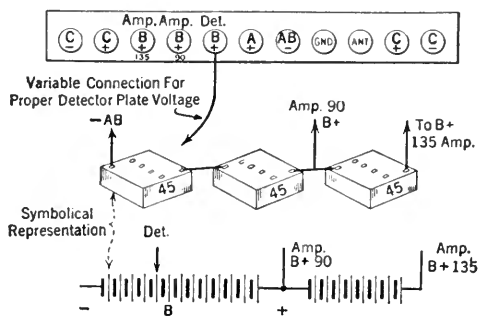 Amp. Amp. Det.
C - C + B + 135 B + 90 B + A + AB - GND ANT C + C -
Variable Connection For
Proper Detector Plate Voltage
-AB
Amp. 90
B+
To B+
135 Amp.
45 45 45
Symbolical
Representation
Det.
Amp.
B+90
Amp.
B+135
- B +